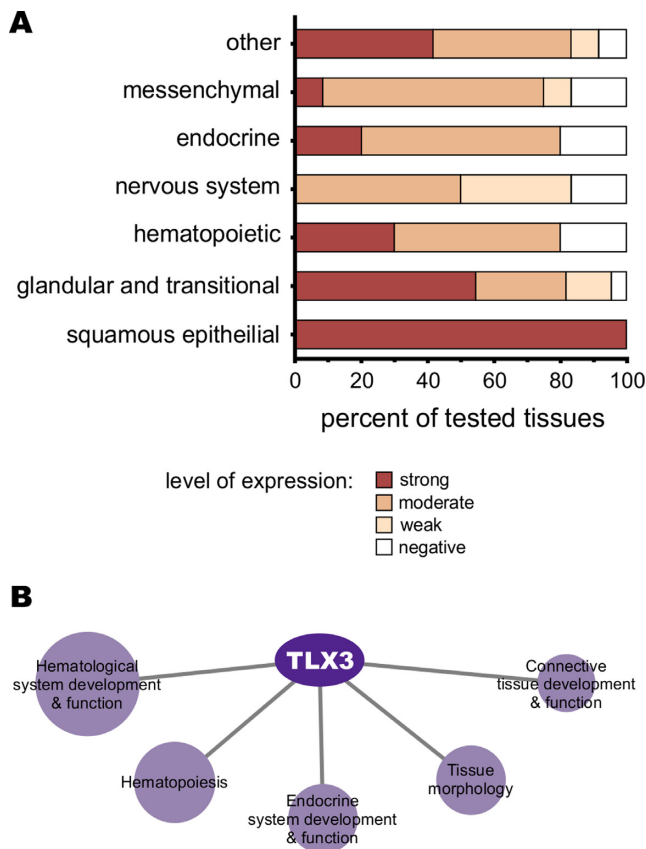 A
other
messenchymal
endocrine
nervous system
hematopoietic
glandular and transitional
squamous epitheilial
0 20 40 60 80 100
percent of tested tissues
level of expression:
strong
moderate
weak
negative
B
TLX3
Hematological
system development
& function
Connective
tissue development
& function
Hematopoiesis
Tissue
morphology
Endocrine
system development
& function